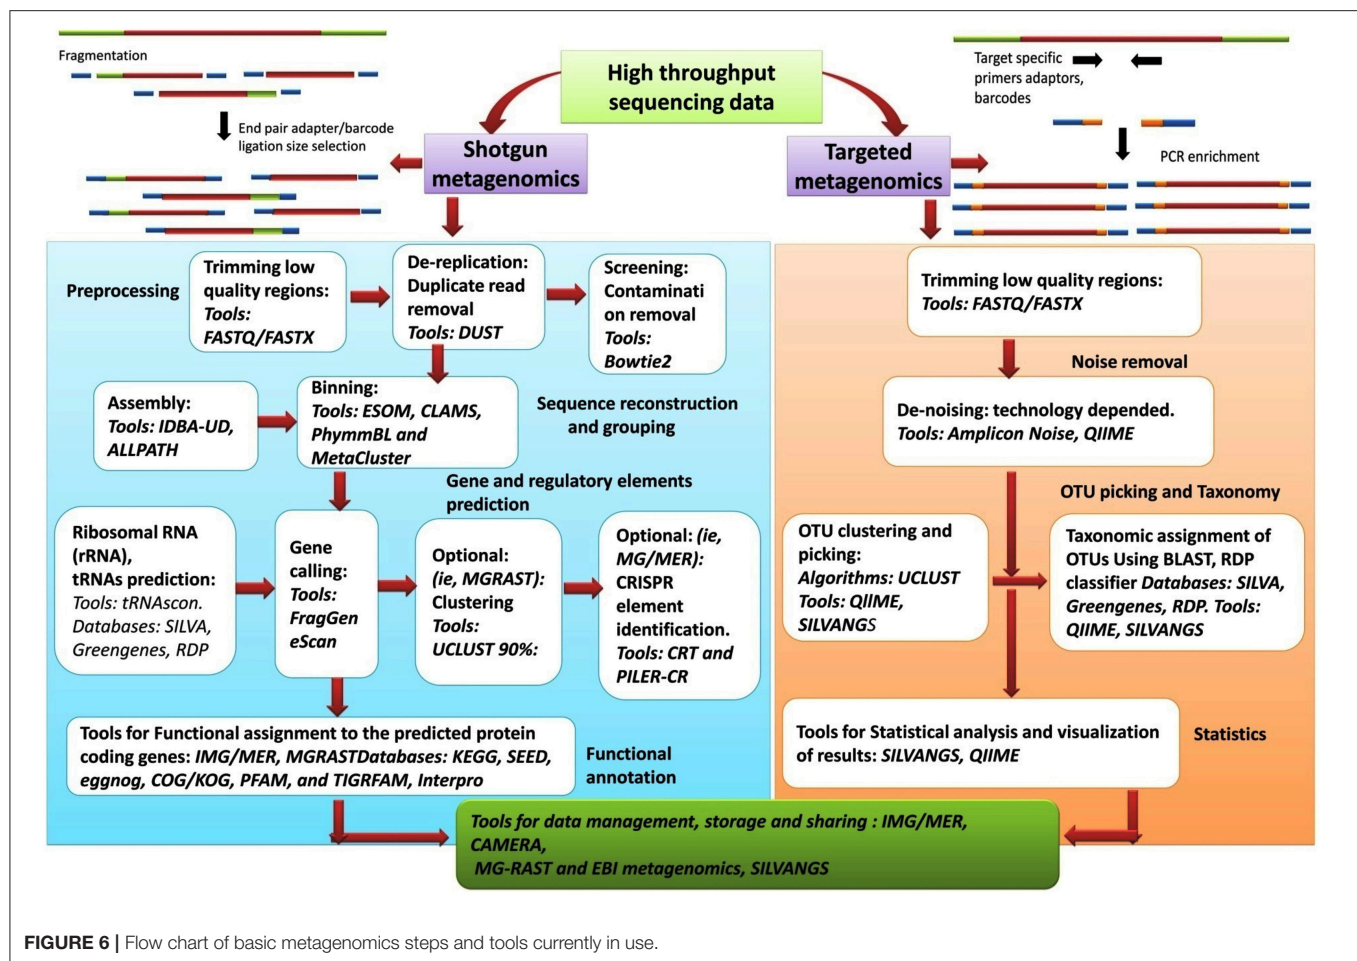 Fragmentation
End pair adapter/barcode
ligation size selection
High throughput
sequencing data
Target specific
primers adaptors,
barcodes
PCR enrichment
Shotgun
metagenomics
Targeted
metagenomics
Preprocessing
Trimming low
quality regions:
Tools:
FASTQ/FASTX
De-replication:
Duplicate read
removal
Tools: DUST
Screening:
Contaminati
on removal
Tools:
Bowtie2
Assembly:
Tools: IDBA-UD,
ALLPATH
Binning:
Tools: ESOM, CLAMS,
PhymmBL and
MetaCluster
Sequence reconstruction
and grouping
Gene and regulatory elements
prediction
Ribosomal RNA
(rRNA),
tRNAs prediction:
Tools: tRNAscon.
Databases: SILVA,
Greengenes, RDP
Gene
calling:
Tools:
FragGen
eScan
Optional:
(ie, MGRAST):
Clustering
Tools:
UCLUST 90%:
Optional: (ie,
MG/MER):
CRISPR
element
identification.
Tools: CRT and
PILER-CR
Tools for Functional assignment to the predicted protein
coding genes: IMG/MER, MGRASTDatabases: KEGG, SEED,
eggnog, COG/KOG, PFAM, and TIGRFAM, Interpro
Functional
annotation
Trimming low quality regions:
Tools: FASTQ/FASTX
Noise removal
De-noising: technology depended.
Tools: Amplicon Noise, QIIME
OTU picking and Taxonomy
OTU clustering and
picking:
Algorithms: UCLUST
Tools: QIIME,
SILVANGS
Taxonomic assignment of
OTUs Using BLAST, RDP
classifier Databases: SILVA,
Greengenes, RDP. Tools:
QIIME, SILVANGS
Tools for Statistical analysis and visualization
of results: SILVANGS, QIIME
Statistics
Tools for data management, storage and sharing : IMG/MER,
CAMERA,
MG-RAST and EBI metagenomics, SILVANGS
FIGURE 6 | Flow chart of basic metagenomics steps and tools currently in use.